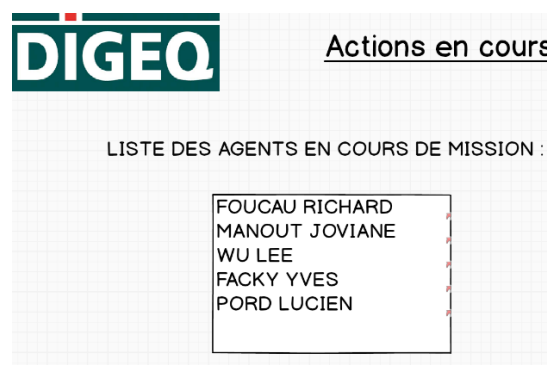 DIGEQ
Actions en cours
LISTE DES AGENTS EN COURS DE MISSION :
FOUCAU RICHARD
MANOUT JOVIANE
WU LEE
FACKY YVES
PORD LUCIEN